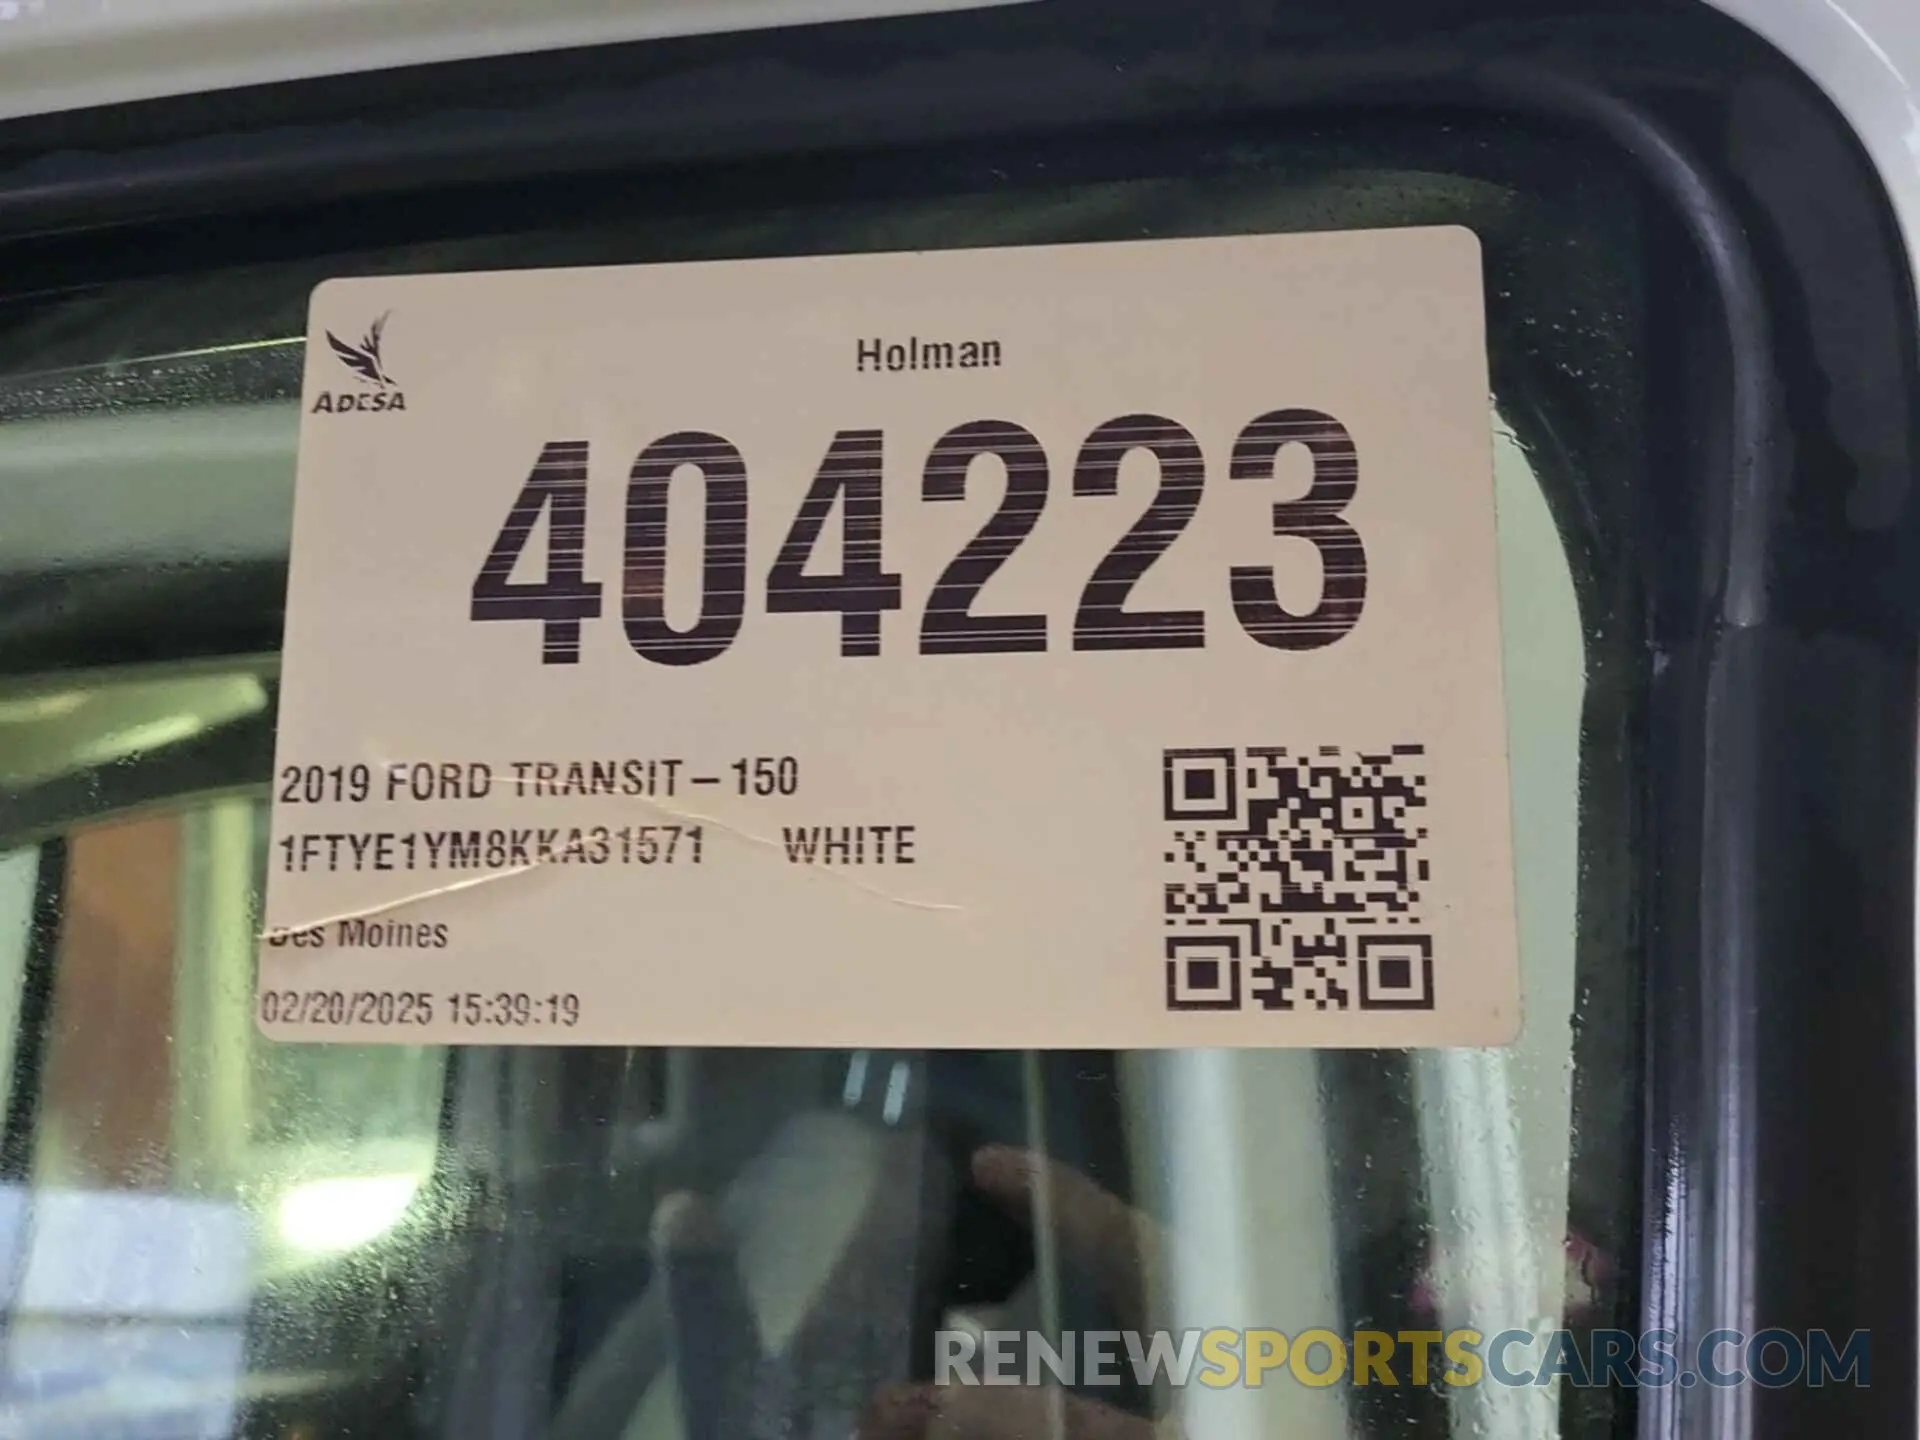 ADESA
Holman
404223
2019 FORD TRANSIT-150
1FTYE1YM8KKA31571 WHITE
Des Moines
02/20/2025 15:39:19
RENEWSPORTSCARS.COM